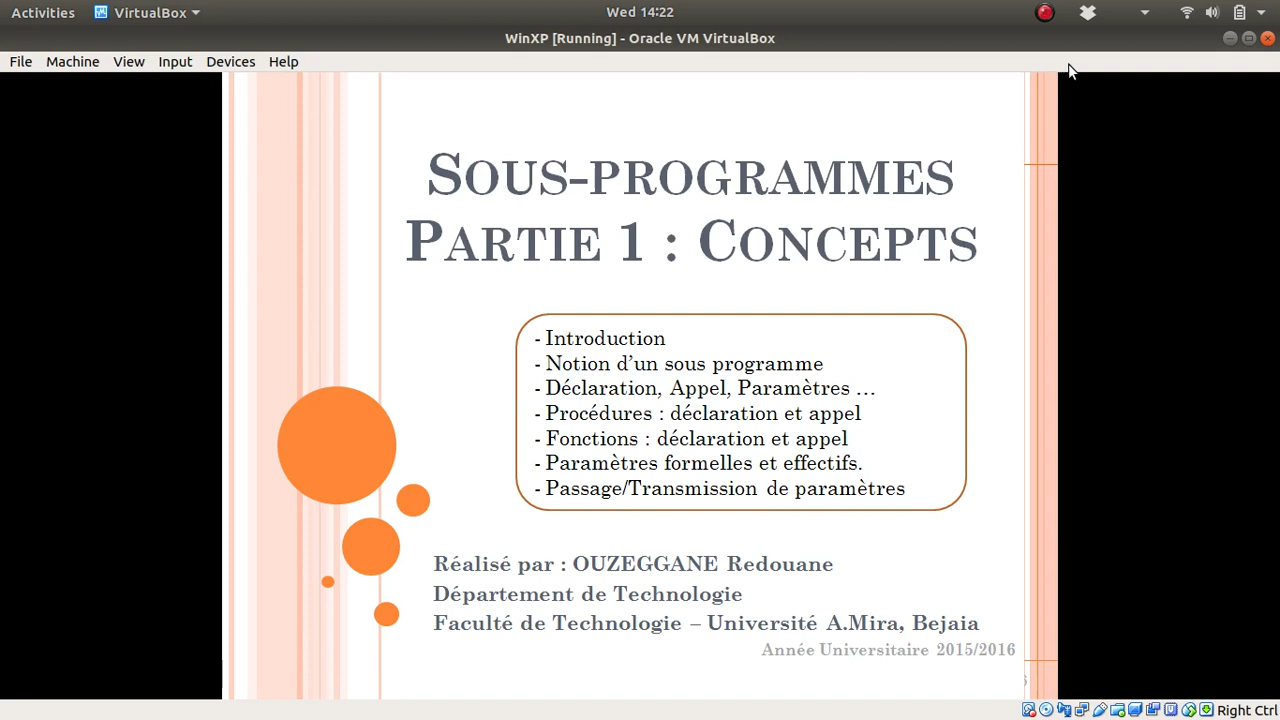 Activities VirtualBox Wed 14:22
WinXP [Running] - Oracle VM VirtualBox
File Machine View Input Devices Help
SOUS-PROGRAMMES
PARTIE 1 : CONCEPTS
- Introduction
- Notion d’un sous programme
- Déclaration, Appel, Paramètres …
- Procédures : déclaration et appel
- Fonctions : déclaration et appel
- Paramètres formelles et effectifs.
- Passage/Transmission de paramètres
Réalisé par : OUZEGGANE Redouane
Département de Technologie
Faculté de Technologie – Université A.Mira, Bejaia
Année Universitaire 2015/2016
Right Ctrl